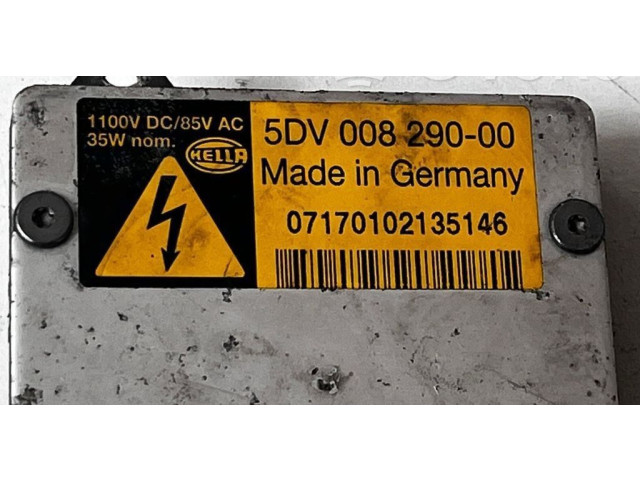 1100V DC/85V AC
35W nom.
HELLA
5DV 008 290-00
Made in Germany
07170102135146